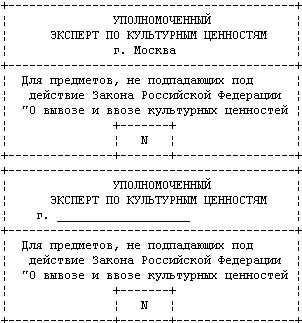 УПОЛНОМОЧЕННЫЙ
ЭКСПЕРТ ПО КУЛЬТУРНЫМ ЦЕННОСТЯМ
г. Москва
Для предметов, не подпадающих под
действие Закона Российской Федерации
"О вывозе и ввозе культурных ценностей
N
УПОЛНОМОЧЕННЫЙ
ЭКСПЕРТ ПО КУЛЬТУРНЫМ ЦЕННОСТЯМ
г. ___________________
Для предметов, не подпадающих под
действие Закона Российской Федерации
"О вывозе и ввозе культурных ценностей
N